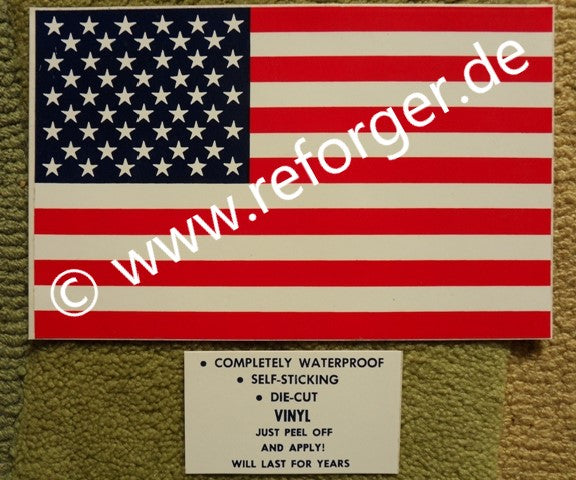 © www.reforger.de
• COMPLETELY WATERPROOF
• SELF-STICKING
• DIE-CUT
VINYL
JUST PEEL OFF
AND APPLY!
WILL LAST FOR YEARS